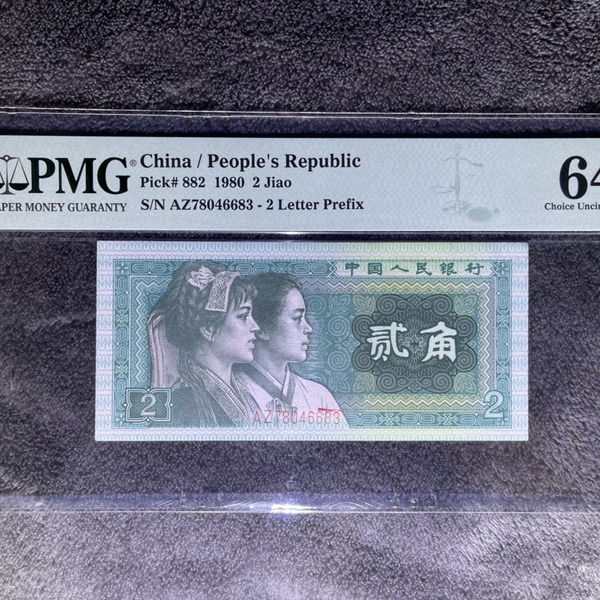 PMG® China / People's Republic
Pick# 882 1980 2 Jiao
S/N AZ78046683 - 2 Letter Prefix
PAPER MONEY GUARANTY
64
Choice
中国人民银行
贰角
2
AZ78046683
2